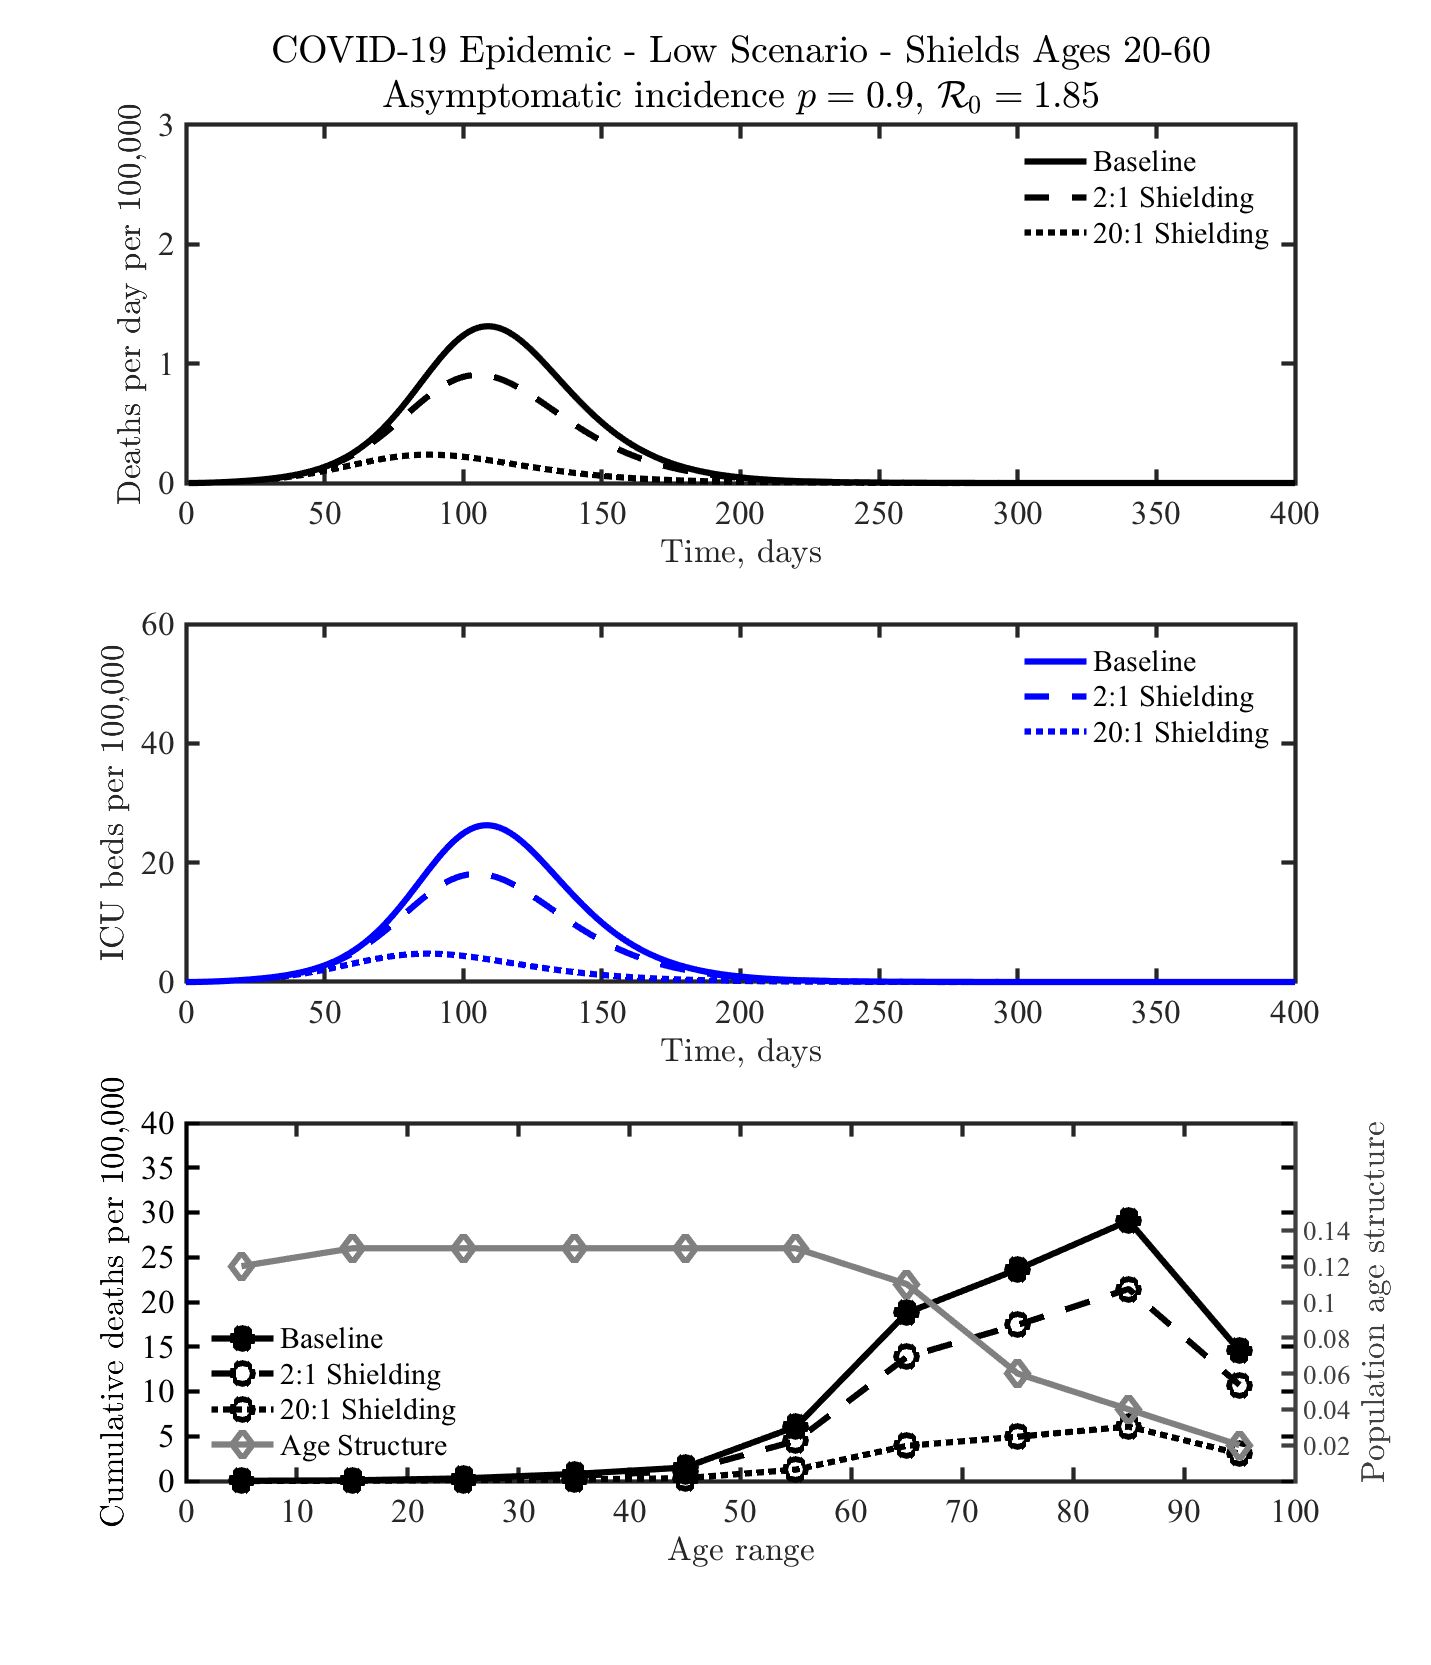 COVID-19 Epidemic - Low Scenario - Shields Ages 20-60
Asymptomatic incidence p = 0.9, R₀ = 1.85
Deaths per day per 100,000
3
2
1
0
Baseline
2:1 Shielding
20:1 Shielding
0 50 100 150 200 250 300 350 400
Time, days
ICU beds per 100,000
60
40
20
0
Baseline
2:1 Shielding
20:1 Shielding
0 50 100 150 200 250 300 350 400
Time, days
Cumulative deaths per 100,000
40
35
30
25
20
15
10
5
0
Baseline
2:1 Shielding
20:1 Shielding
Age Structure
0.14
0.12
0.1
0.08
0.06
0.04
0.02
Population age structure
0 10 20 30 40 50 60 70 80 90 100
Age range